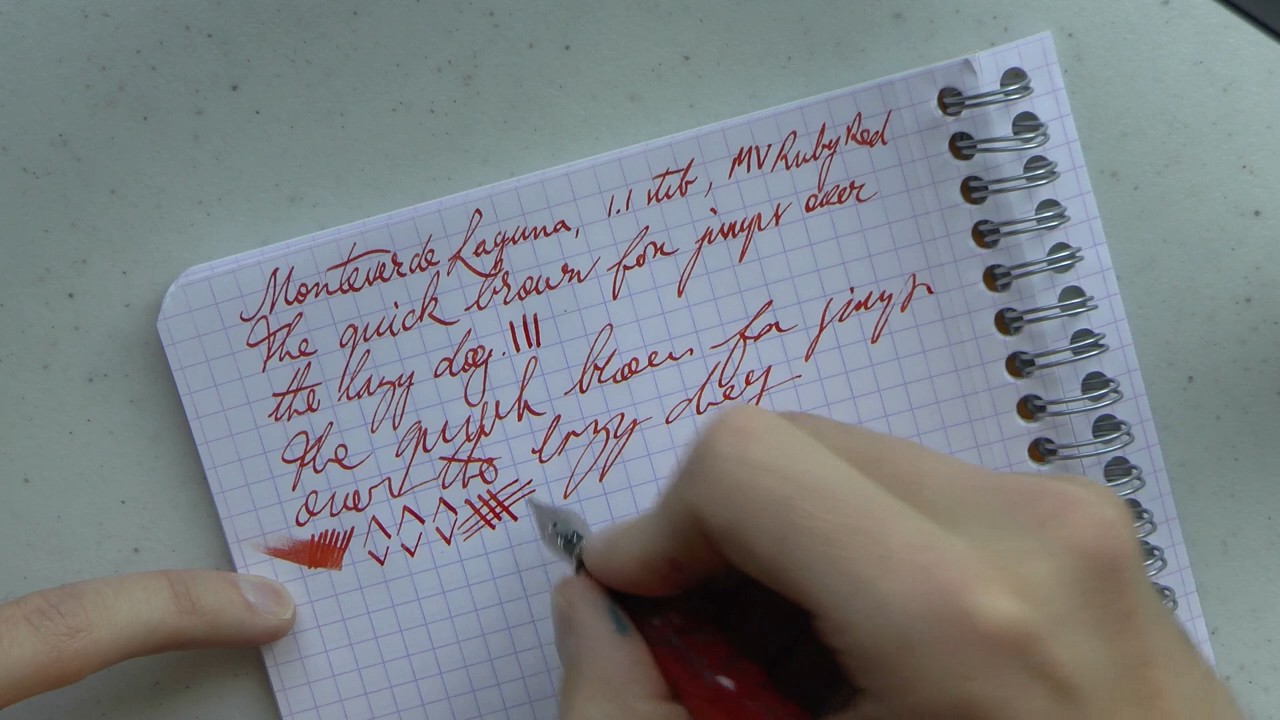 Monteverde Laguna, 1.1 stub, MV Ruby Red
The quick brown fox jumps over
the lazy dog.
The quick brown fox jumps
over the lazy dog